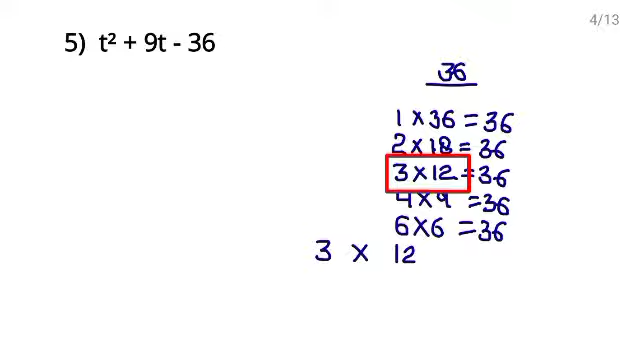 4/13
5) t² + 9t - 36
36
1 × 36 = 36
2 × 18 = 36
3 × 12 = 36
4 × 9 = 36
6 × 6 = 36
3 × 12